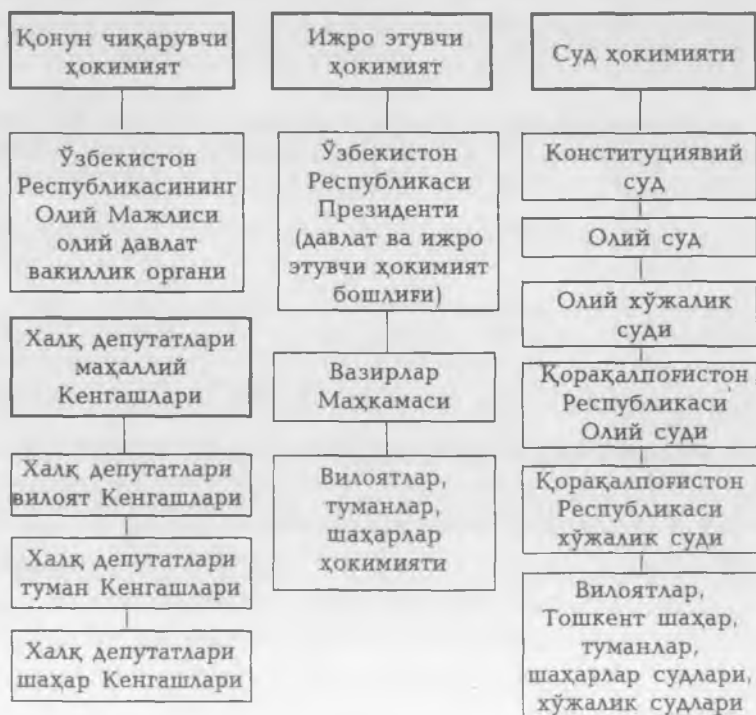 Қонун чиқарувчи
ҳокимият
Ўзбекистон
Республикасининг
Олий Мажлиси
олий давлат
вакиллик органи
Халқ депутатлари
маҳаллий
Кенгашлари
Халқ депутатлари
вилоят Кенгашлари
Халқ депутатлари
туман Кенгашлари
Халқ депутатлари
шаҳар Кенгашлари
Ижро этувчи
ҳокимият
Ўзбекистон
Республикаси
Президенти
(давлат ва ижро
этувчи ҳокимият
бошлиғи)
Вазирлар
Маҳкамаси
Вилоятлар,
туманлар,
шаҳарлар
ҳокимияти
Суд ҳокимияти
Конституциявий
суд
Олий суд
Олий хўжалик
суди
Қорақалпоғистон
Республикаси
Олий суди
Қорақалпоғистон
Республикаси
хўжалик суди
Вилоятлар,
Тошкент шаҳар,
туманлар,
шаҳарлар судлари,
хўжалик судлари